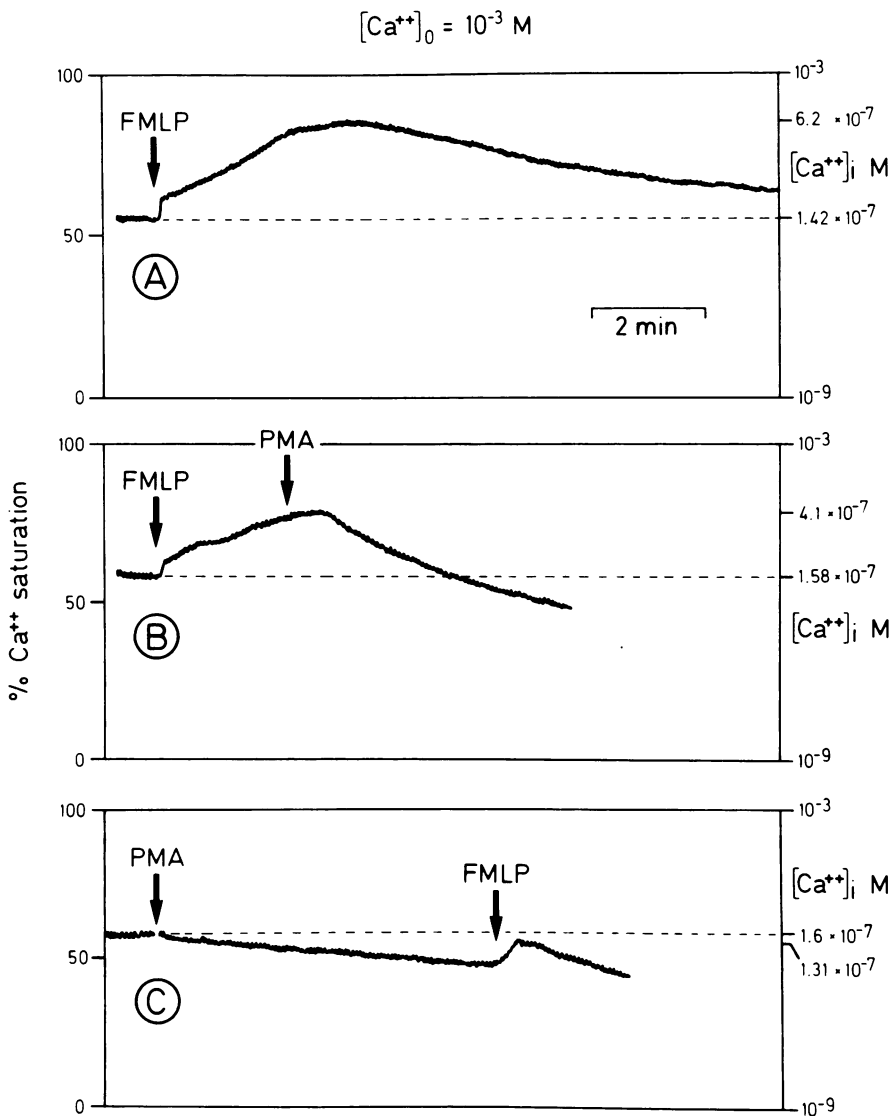 [Ca⁺⁺]₀ = 10⁻³ M
% Ca⁺⁺ saturation
100
50
0
FMLP
A
2 min
10⁻³
6.2 × 10⁻⁷
[Ca⁺⁺]i M
1.42 × 10⁻⁷
10⁻⁹
100
50
0
PMA
FMLP
B
10⁻³
4.1 × 10⁻⁷
1.58 × 10⁻⁷
[Ca⁺⁺]i M
10⁻⁹
100
50
0
PMA
FMLP
C
10⁻³
[Ca⁺⁺]i M
1.6 × 10⁻⁷
1.31 × 10⁻⁷
10⁻⁹